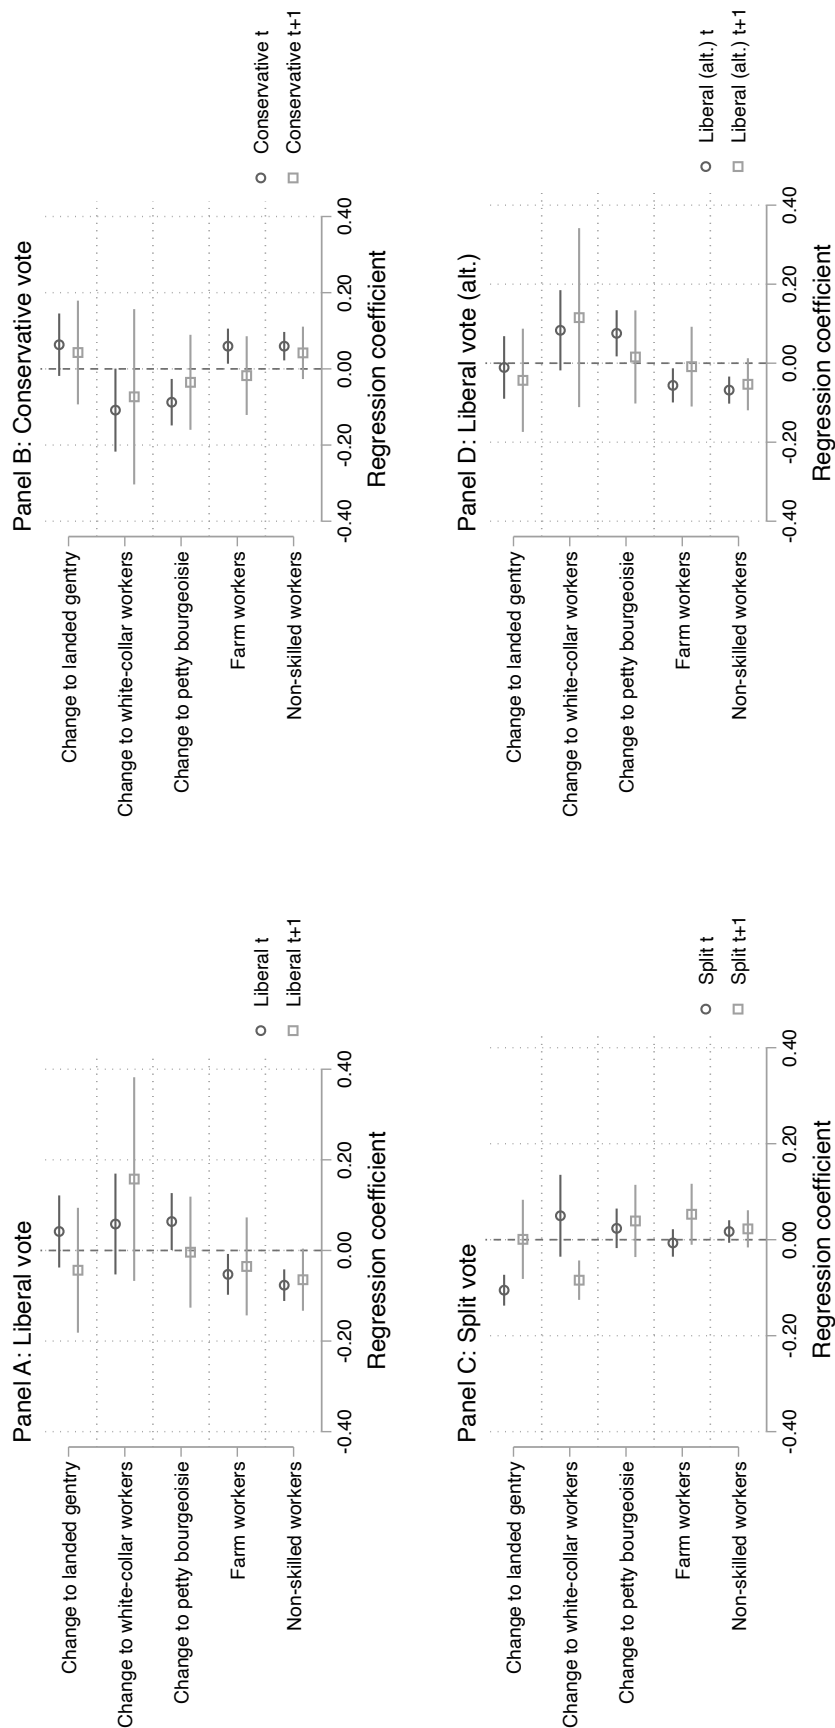 Panel A: Liberal vote
Change to landed gentry
Change to white-collar workers
Change to petty bourgeoisie
Farm workers
Non-skilled workers
-0.40 -0.20 0.00 0.20 0.40
Regression coefficient
Liberal t
Liberal t+1
Panel B: Conservative vote
Change to landed gentry
Change to white-collar workers
Change to petty bourgeoisie
Farm workers
Non-skilled workers
-0.40 -0.20 0.00 0.20 0.40
Regression coefficient
Conservative t
Conservative t+1
Panel C: Split vote
Change to landed gentry
Change to white-collar workers
Change to petty bourgeoisie
Farm workers
Non-skilled workers
-0.40 -0.20 0.00 0.20 0.40
Regression coefficient
Split t
Split t+1
Panel D: Liberal vote (alt.)
Change to landed gentry
Change to white-collar workers
Change to petty bourgeoisie
Farm workers
Non-skilled workers
-0.40 -0.20 0.00 0.20 0.40
Regression coefficient
Liberal (alt.) t
Liberal (alt.) t+1